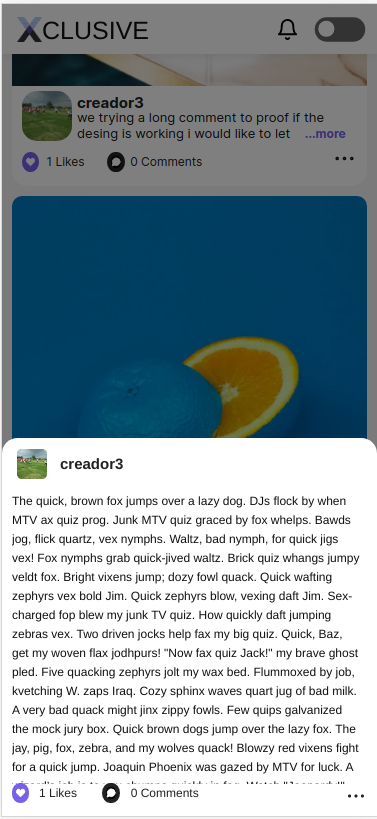 XCLUSIVE
creador3
we trying a long comment to proof if the
desing is working i would like to let ...more
1 Likes 0 Comments
creador3
The quick, brown fox jumps over a lazy dog. DJs flock by when
MTV ax quiz prog. Junk MTV quiz graced by fox whelps. Bawds
jog, flick quartz, vex nymphs. Waltz, bad nymph, for quick jigs
vex! Fox nymphs grab quick-jived waltz. Brick quiz whangs jumpy
veldt fox. Bright vixens jump; dozy fowl quack. Quick wafting
zephyrs vex bold Jim. Quick zephyrs blow, vexing daft Jim. Sex-
charged fop blew my junk TV quiz. How quickly daft jumping
zebras vex. Two driven jocks help fax my big quiz. Quick, Baz,
get my woven flax jodhpurs! "Now fax quiz Jack!" my brave ghost
pled. Five quacking zephyrs jolt my wax bed. Flummoxed by job,
kvetching W. zaps Iraq. Cozy sphinx waves quart jug of bad milk.
A very bad quack might jinx zippy fowls. Few quips galvanized
the mock jury box. Quick brown dogs jump over the lazy fox. The
jay, pig, fox, zebra, and my wolves quack! Blowzy red vixens fight
for a quick jump. Joaquin Phoenix was gazed by MTV for luck. A
1 Likes 0 Comments